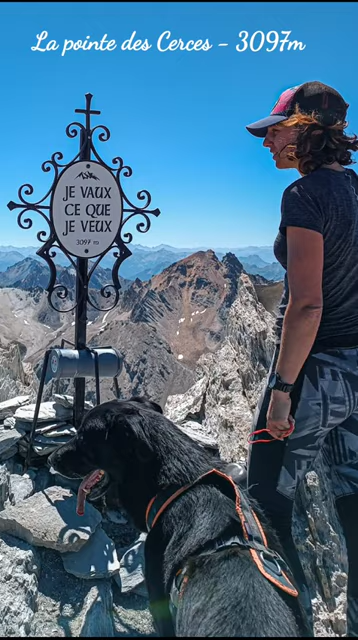 La pointe des Cerces - 3097m
JE VAUX
CE QUE
JE VEUX
3097 m